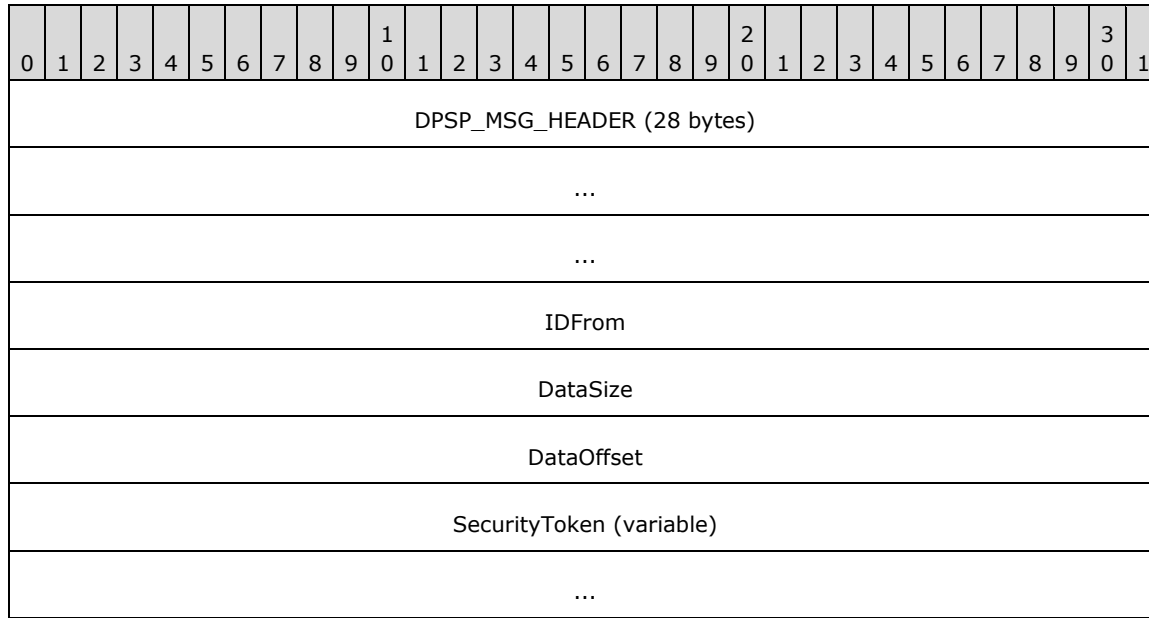 1 2 3
0 1 2 3 4 5 6 7 8 9 0 1 2 3 4 5 6 7 8 9 0 1 2 3 4 5 6 7 8 9 0 1
DPSP_MSG_HEADER (28 bytes)
...
...
IDFrom
DataSize
DataOffset
SecurityToken (variable)
...